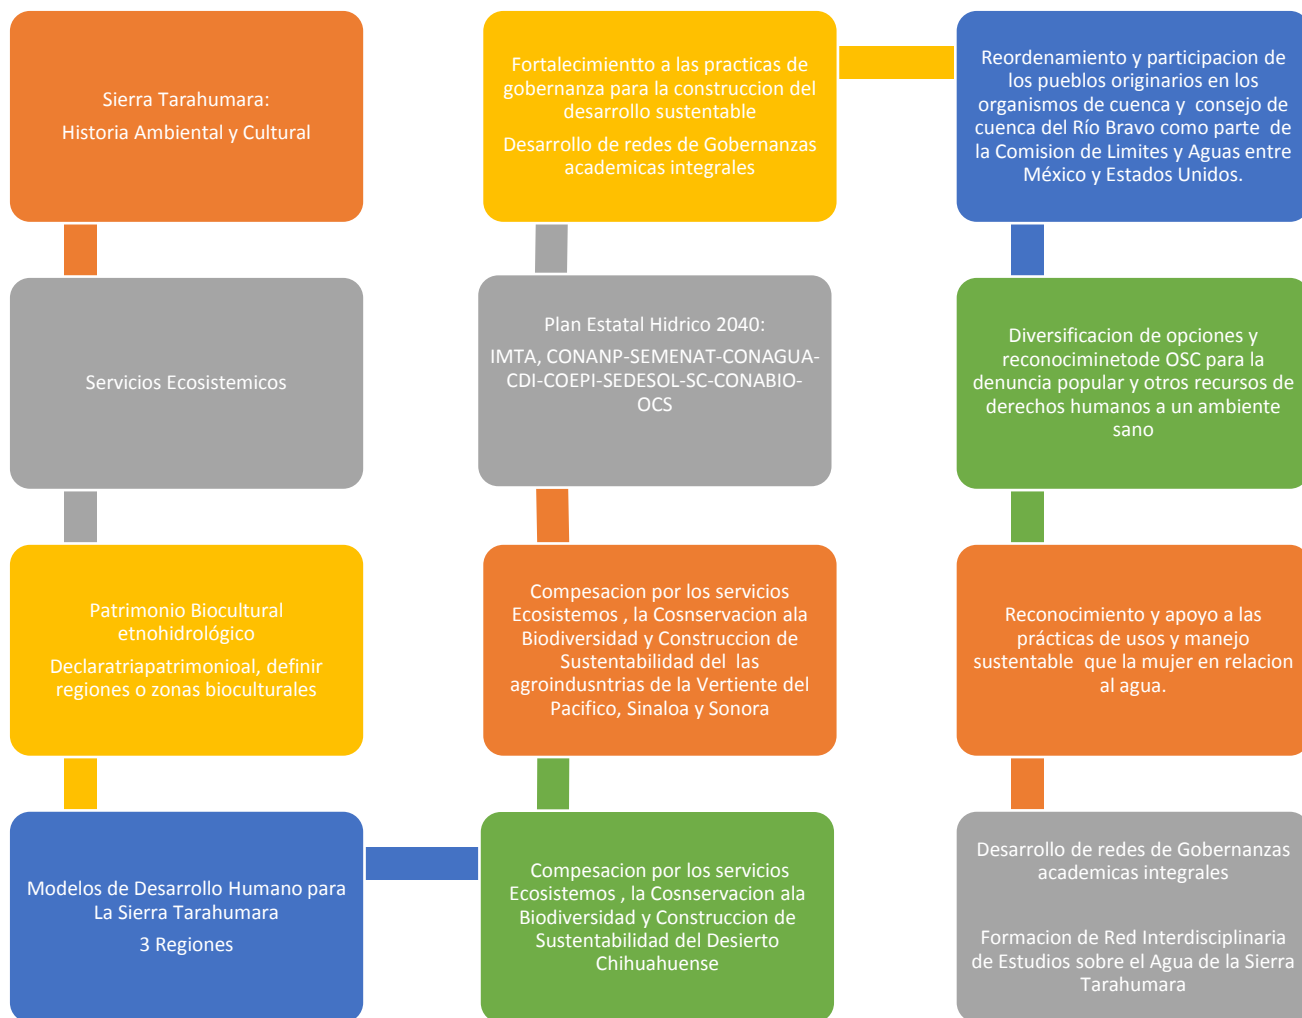 Sierra Tarahumara:
Historia Ambiental y Cultural
Servicios Ecosistemicos
Patrimonio Biocultural
etnohidrológico
Declaratriapatrimonioal, definir
regiones o zonas bioculturales
Modelos de Desarrollo Humano para
La Sierra Tarahumara
3 Regiones
Compesacion por los servicios
Ecosistemos , la Cosnservacion ala
Biodiversidad y Construccion de
Sustentabilidad del Desierto
Chihuahuense
Compesacion por los servicios
Ecosistemos , la Cosnservacion ala
Biodiversidad y Construccion de
Sustentabilidad del  las
agroindusntrias de la Vertiente del
Pacifico, Sinaloa y Sonora
Plan Estatal Hidrico 2040:
IMTA, CONANP-SEMENAT-CONAGUA-
CDI-COEPI-SEDESOL-SC-CONABIO-
OCS
Fortalecimientto a las practicas de
gobernanza para la construccion del
desarrollo sustentable
Desarrollo de redes de Gobernanzas
academicas integrales
Reordenamiento y participacion de
los pueblos originarios en los
organismos de cuenca y  consejo de
cuenca del Río Bravo como parte  de
la Comision de Limites y Aguas entre
México y Estados Unidos.
Diversificacion de opciones y
reconociminetode OSC para la
denuncia popular y otros recursos de
derechos humanos a un ambiente
sano
Reconocimiento y apoyo a las
prácticas de usos y manejo
sustentable  que la mujer en relacion
al agua.
Desarrollo de redes de Gobernanzas
academicas integrales
Formacion de Red Interdisciplinaria
de Estudios sobre el Agua de la Sierra
Tarahumara